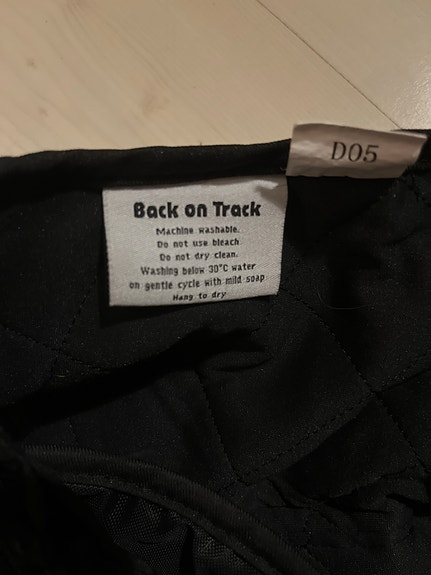 D05
Back on Track
Machine washable.
Do not use bleach
Do not dry clean.
Washing below 30°C water
on gentle cycle with mild soap
Hang to dry